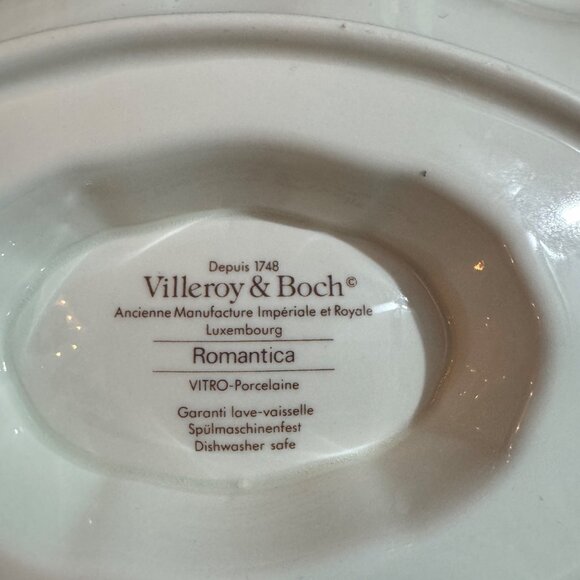 Depuis 1748
Villeroy & Boch©
Ancienne Manufacture Impériale et Royale
Luxembourg
Romantica
VITRO-Porcelaine
Garanti lave-vaisselle
Spülmaschinenfest
Dishwasher safe